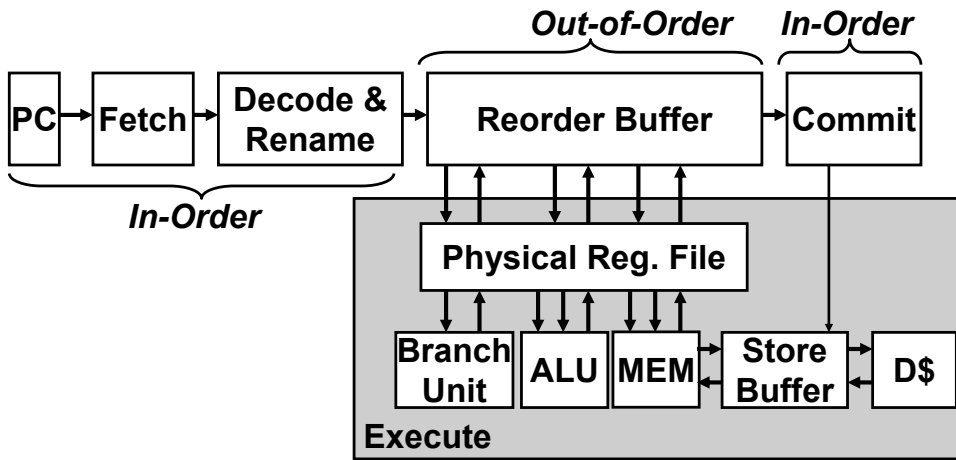 Out-of-Order
In-Order
PC
Fetch
Decode &
Rename
Reorder Buffer
Commit
In-Order
Physical Reg. File
Branch
Unit
ALU
MEM
Store
Buffer
D$
Execute